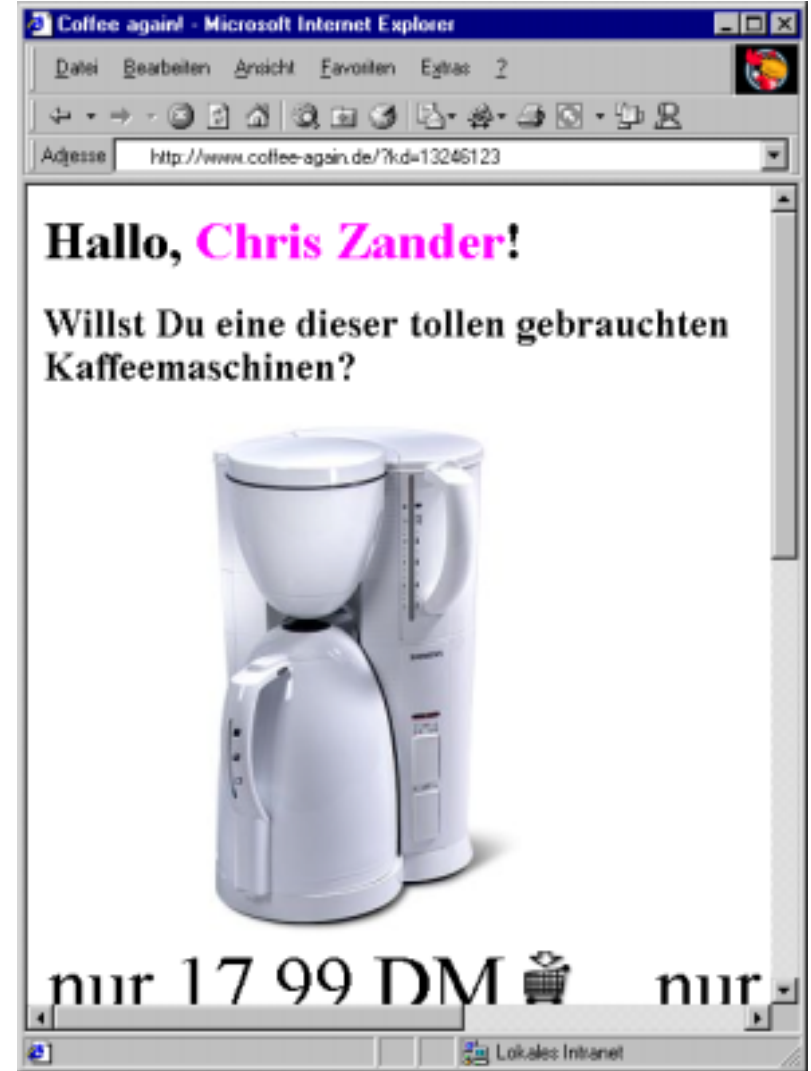 Coffee again! - Microsoft Internet Explorer
Datei Bearbeiten Ansicht Favoriten Extras ?
Adresse http://www.coffee-again.de/?kd=13246123
Hallo, Chris Zander!
Willst Du eine dieser tollen gebrauchten
Kaffeemaschinen?
nur 17 99 DM nur
Lokales Intranet